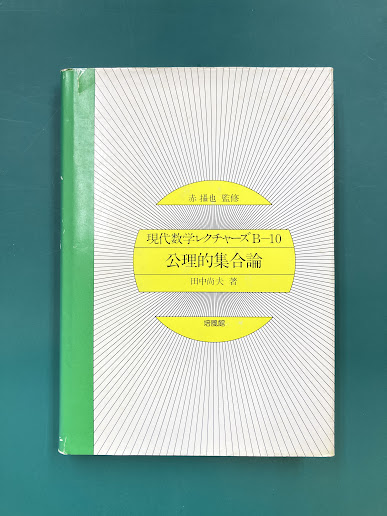 赤 攝也 監修
現代数学レクチャーズ B−10
公理的集合論
田中尚夫 著
培風館